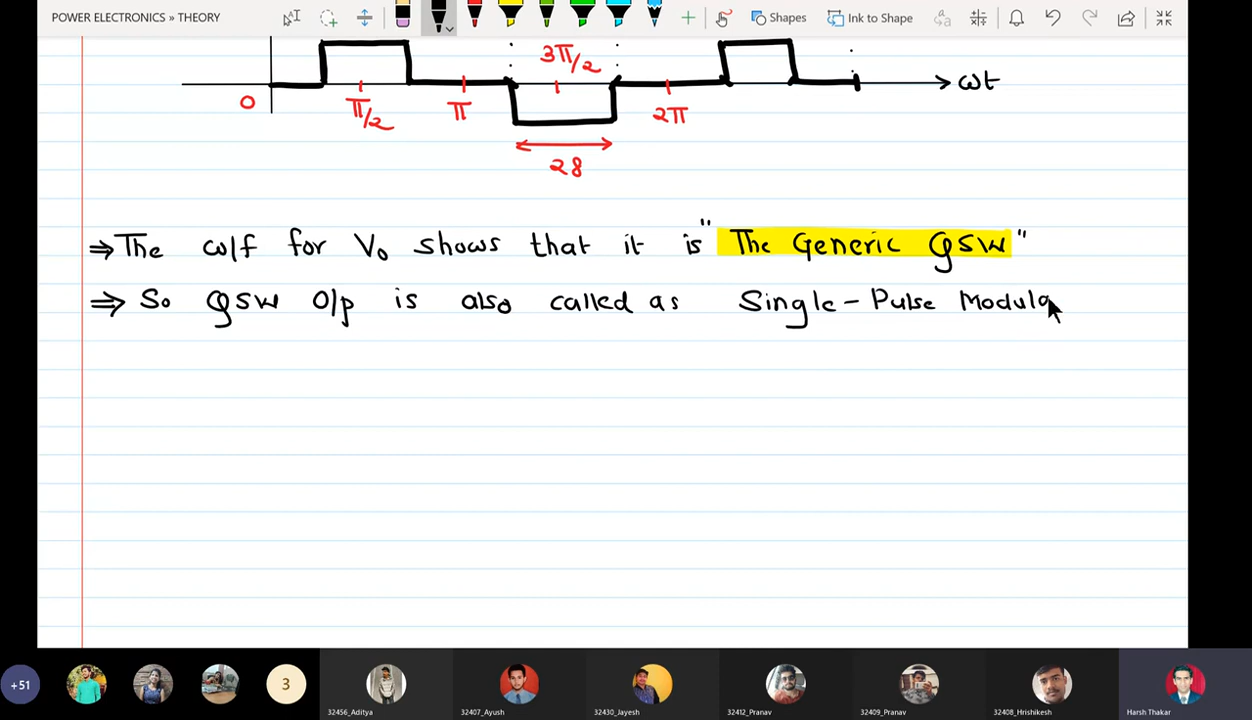 POWER ELECTRONICS » THEORY
Shapes
Ink to Shape
3π/2
0
π/2
π
2π
ωt
28
⇒ The w/f for Vo shows that it is "The Generic QSW"
⇒ So QSW O/p is also called as Single-Pulse Modula
+51
3
32456_Aditya
32407_Ayush
32430_Jayesh
32412_Pranav
32409_Pranav
32408_Hrishikesh
Harsh Thakar